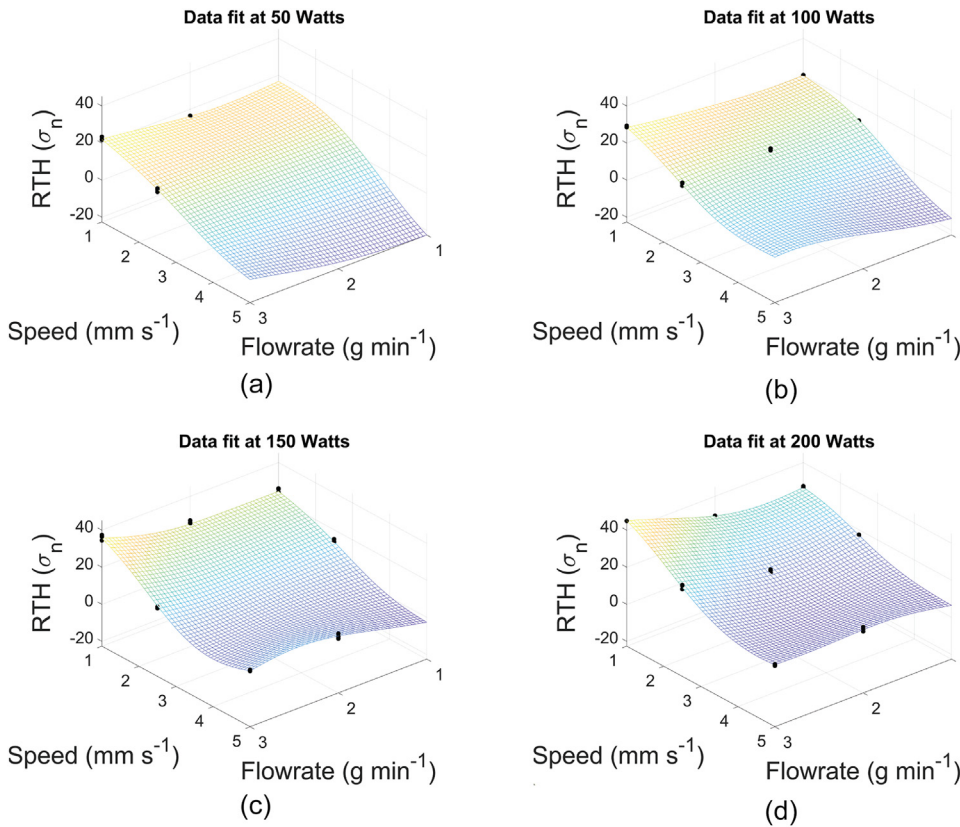 Data fit at 50 Watts
40
20
0
-20
RTH (σn)
1
2
3
4
5
3
2
1
Speed (mm s-1)
Flowrate (g min-1)
(a)
Data fit at 100 Watts
40
20
0
-20
RTH (σn)
1
2
3
4
5
3
2
Speed (mm s-1)
Flowrate (g min-1)
(b)
Data fit at 150 Watts
40
20
0
-20
RTH (σn)
1
2
3
4
5
3
2
1
Speed (mm s-1)
Flowrate (g min-1)
(c)
Data fit at 200 Watts
40
20
0
-20
RTH (σn)
1
2
3
4
5
3
2
Speed (mm s-1)
Flowrate (g min-1)
(d)